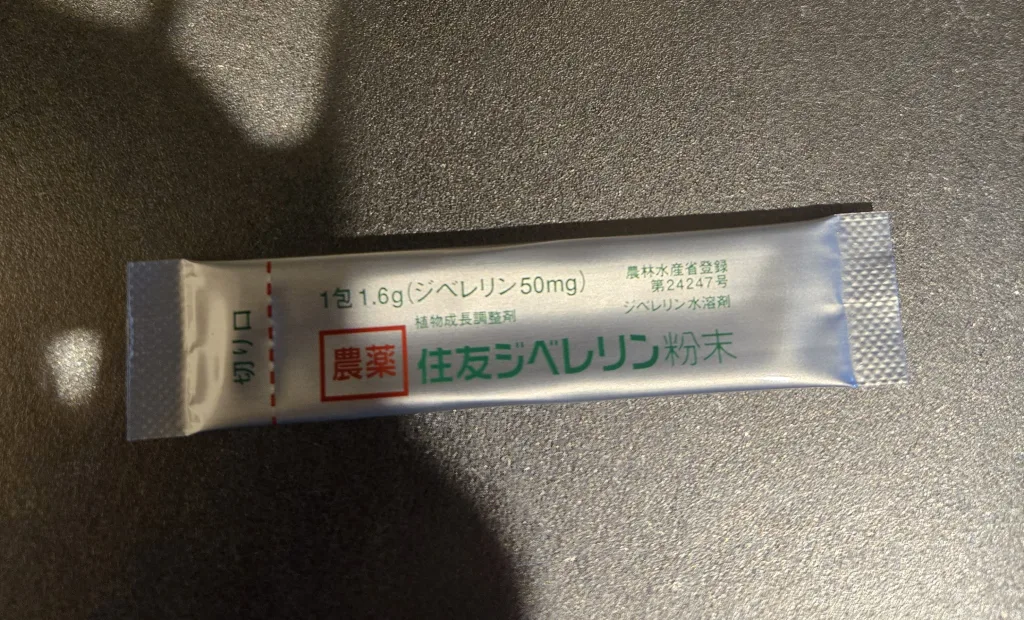 切り口
1包 1.6g(ジベレリン50mg)
農林水産省登録
第24247号
ジベレリン水溶剤
植物成長調整剤
農薬 住友ジベレリン粉末